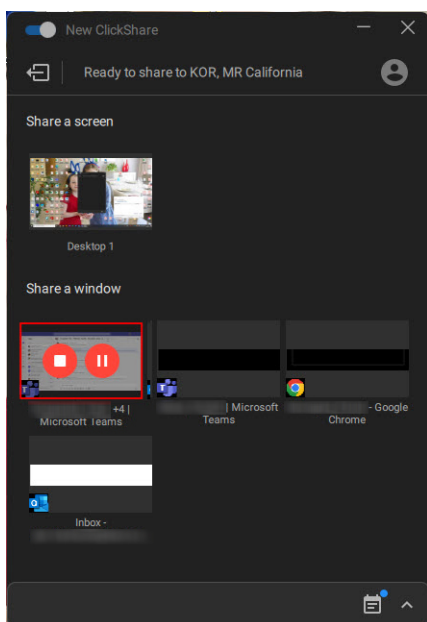 New ClickShare
Ready to share to KOR, MR California
Share a screen
Desktop 1
Share a window
+4 |
Microsoft Teams
| Microsoft
Teams
- Google
Chrome
Inbox -